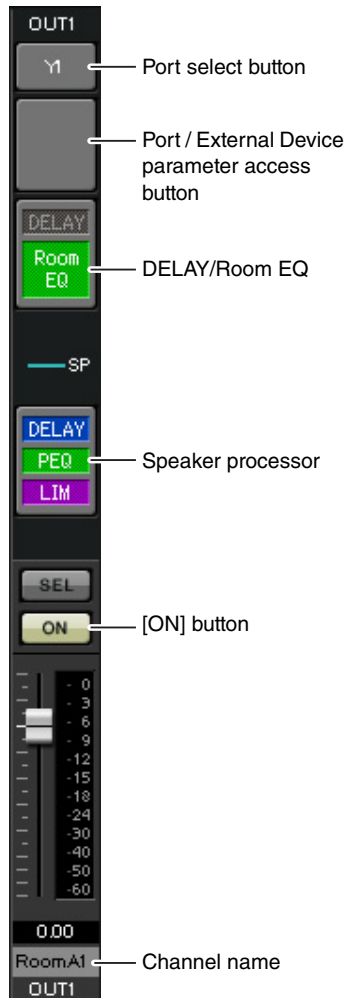 OUT1
Y1
Port select button
Port / External Device
parameter access
button
DELAY
Room
EQ
DELAY/Room EQ
SP
DELAY
PEQ
LIM
Speaker processor
SEL
ON
[ON] button
- 0
- 3
- 6
- 9
-12
-15
-18
-24
-30
-40
-50
-60
0.00
RoomA1
Channel name
OUT1